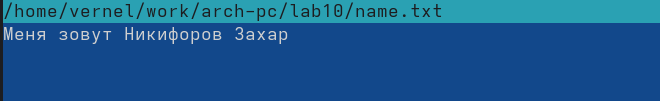 /home/vernel/work/arch-pc/lab10/name.txt
Меня зовут Никифоров Захар